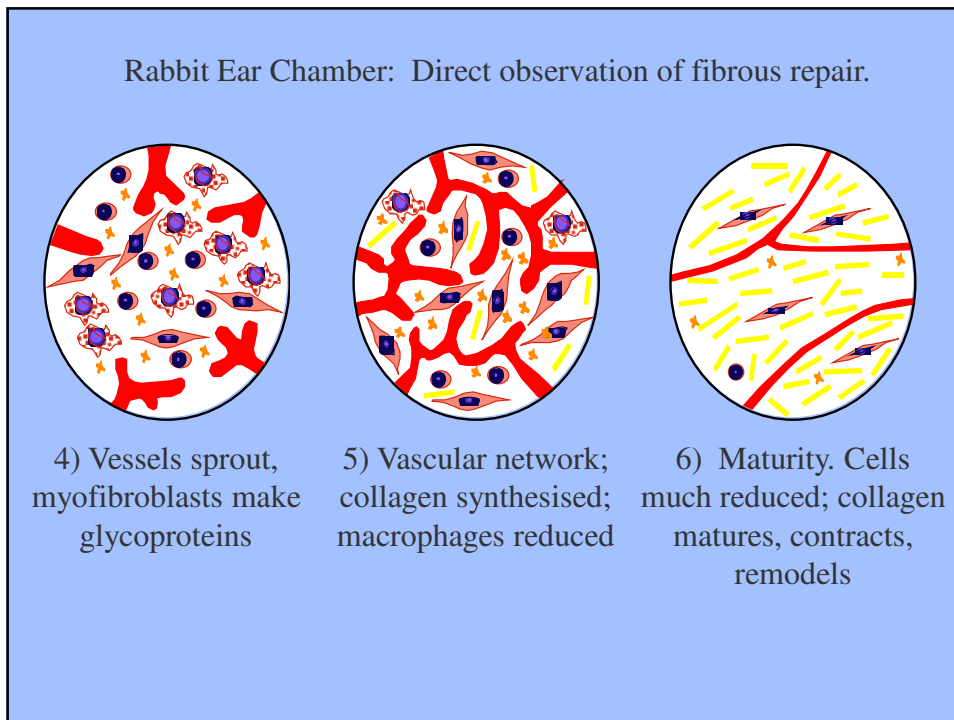 Rabbit Ear Chamber: Direct observation of fibrous repair.
4) Vessels sprout,
myofibroblasts make
glycoproteins
5) Vascular network;
collagen synthesised;
macrophages reduced
6) Maturity. Cells
much reduced; collagen
matures, contracts,
remodels